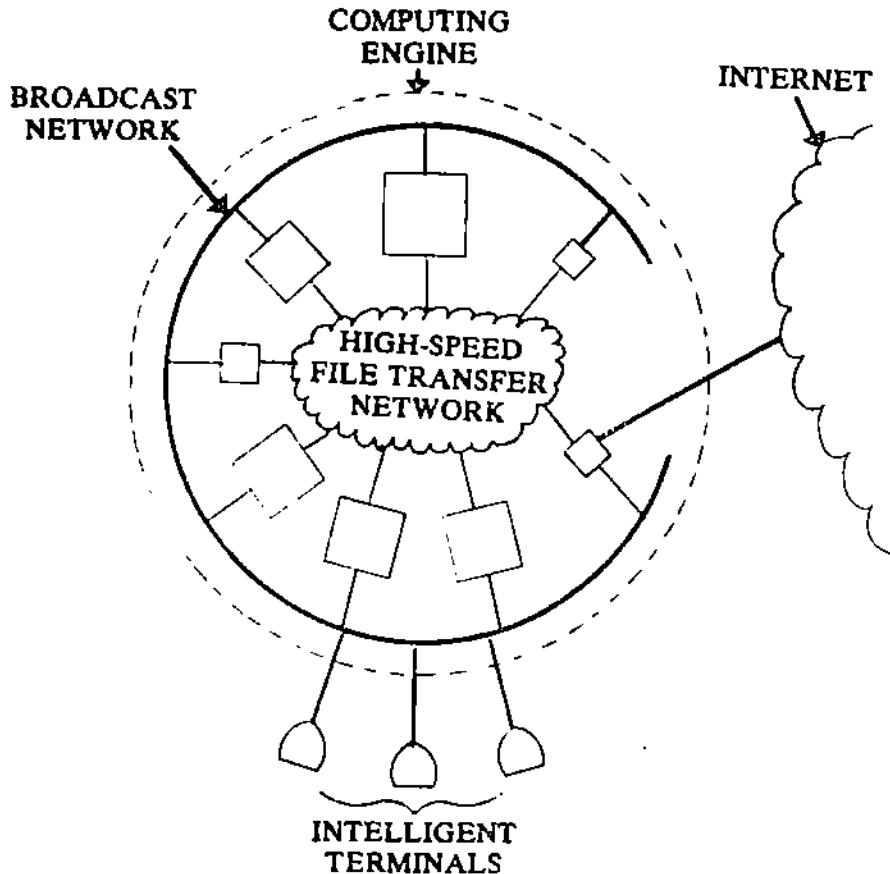 COMPUTING
ENGINE
INTERNET
BROADCAST
NETWORK
HIGH-SPEED
FILE TRANSFER
NETWORK
INTELLIGENT
TERMINALS